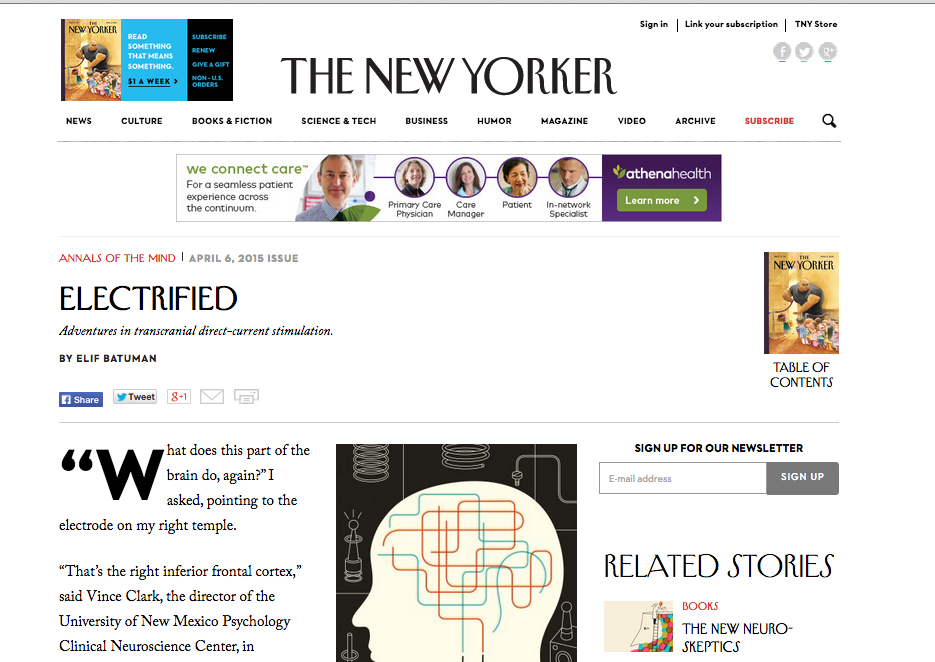 THE
NEW YORKER
READ
SOMETHING
THAT MEANS
SOMETHING.
$1 A WEEK >
SUBSCRIBE
RENEW
GIVE A GIFT
NON - U.S.
ORDERS
THE NEW YORKER
Sign in | Link your subscription | TNY Store
NEWS CULTURE BOOKS & FICTION SCIENCE & TECH BUSINESS HUMOR MAGAZINE VIDEO ARCHIVE SUBSCRIBE
we connect care™
For a seamless patient
experience across
the continuum.
Primary Care
Physician
Care
Manager
Patient
In-network
Specialist
athenahealth
Learn more >
ANNALS OF THE MIND | APRIL 6, 2015 ISSUE
ELECTRIFIED
Adventures in transcranial direct-current stimulation.
BY ELIF BATUMAN
f Share
Tweet
g+1
THE
NEW YORKER
TABLE OF
CONTENTS
“What does this part of the
brain do, again?” I
asked, pointing to the
electrode on my right temple.
“That’s the right inferior frontal cortex,”
said Vince Clark, the director of the
University of New Mexico Psychology
Clinical Neuroscience Center, in
SIGN UP FOR OUR NEWSLETTER
E-mail address
SIGN UP
RELATED STORIES
BOOKS
THE NEW NEURO-
SKEPTICS